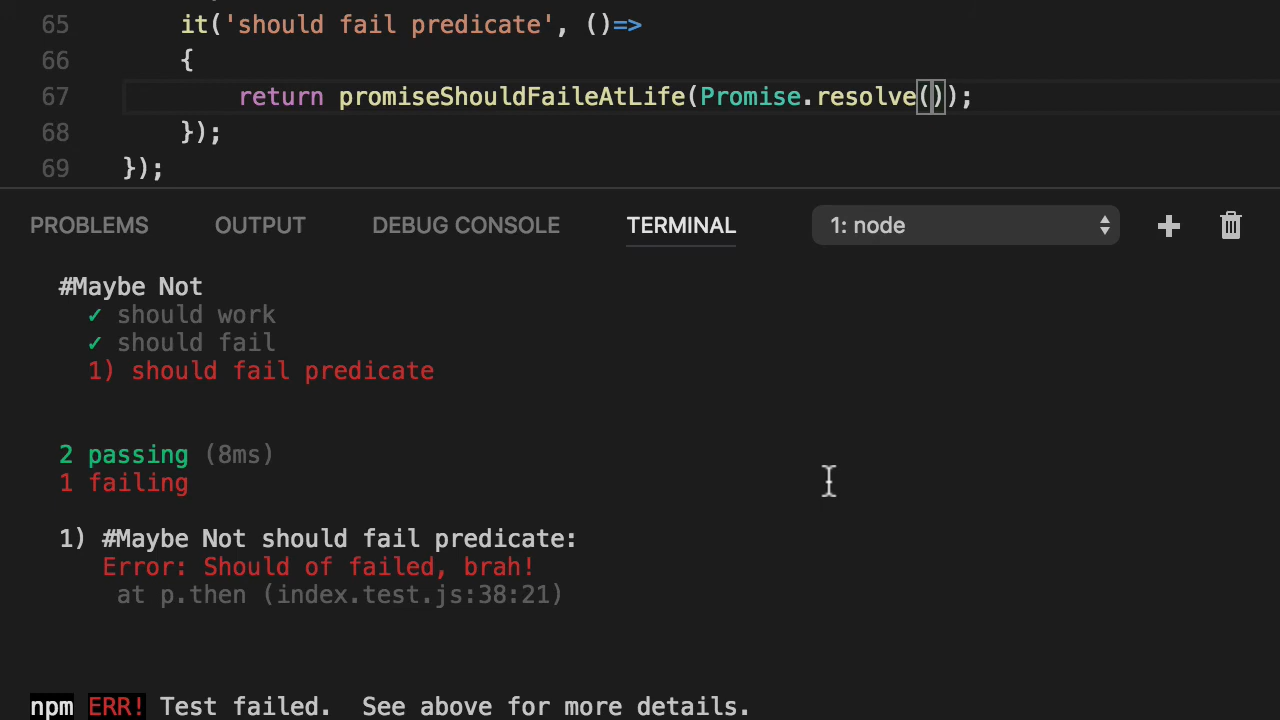 65 it('should fail predicate', ()=>
66 {
67 return promiseShouldFaileAtLife(Promise.resolve());
68 });
69 });
PROBLEMS OUTPUT DEBUG CONSOLE TERMINAL 1: node
#Maybe Not
✓ should work
✓ should fail
1) should fail predicate
2 passing (8ms)
1 failing
1) #Maybe Not should fail predicate:
Error: Should of failed, brah!
at p.then (index.test.js:38:21)
npm ERR! Test failed. See above for more details.